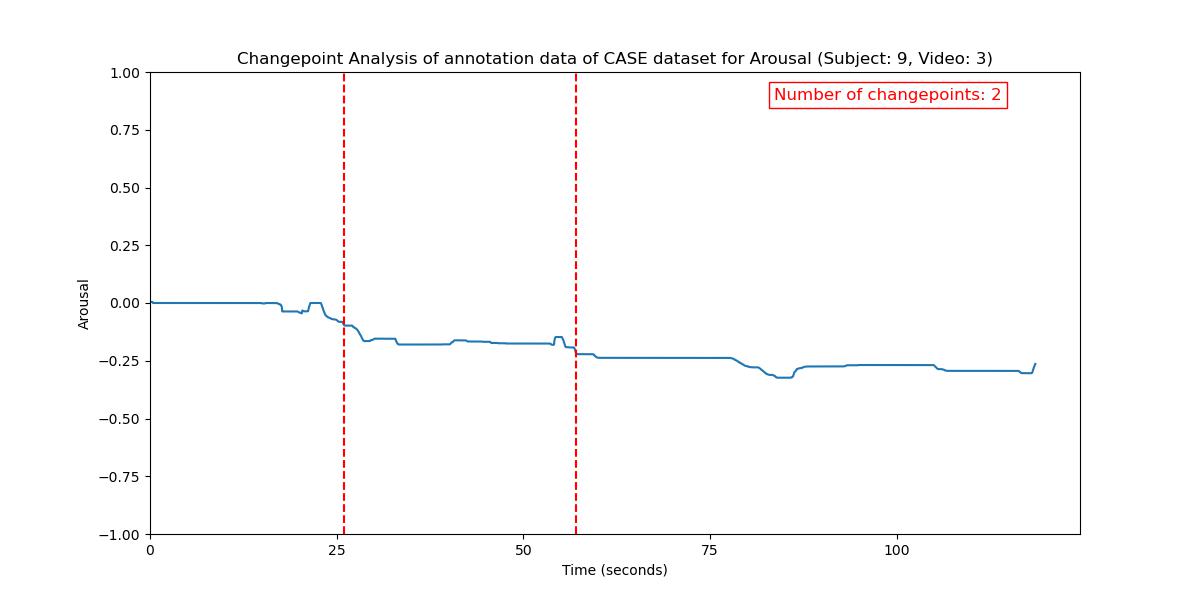 Changepoint Analysis of annotation data of CASE dataset for Arousal (Subject: 9, Video: 3)
Number of changepoints: 2
1.00
0.75
0.50
0.25
0.00
−0.25
−0.50
−0.75
−1.00
Arousal
0 25 50 75 100
Time (seconds)